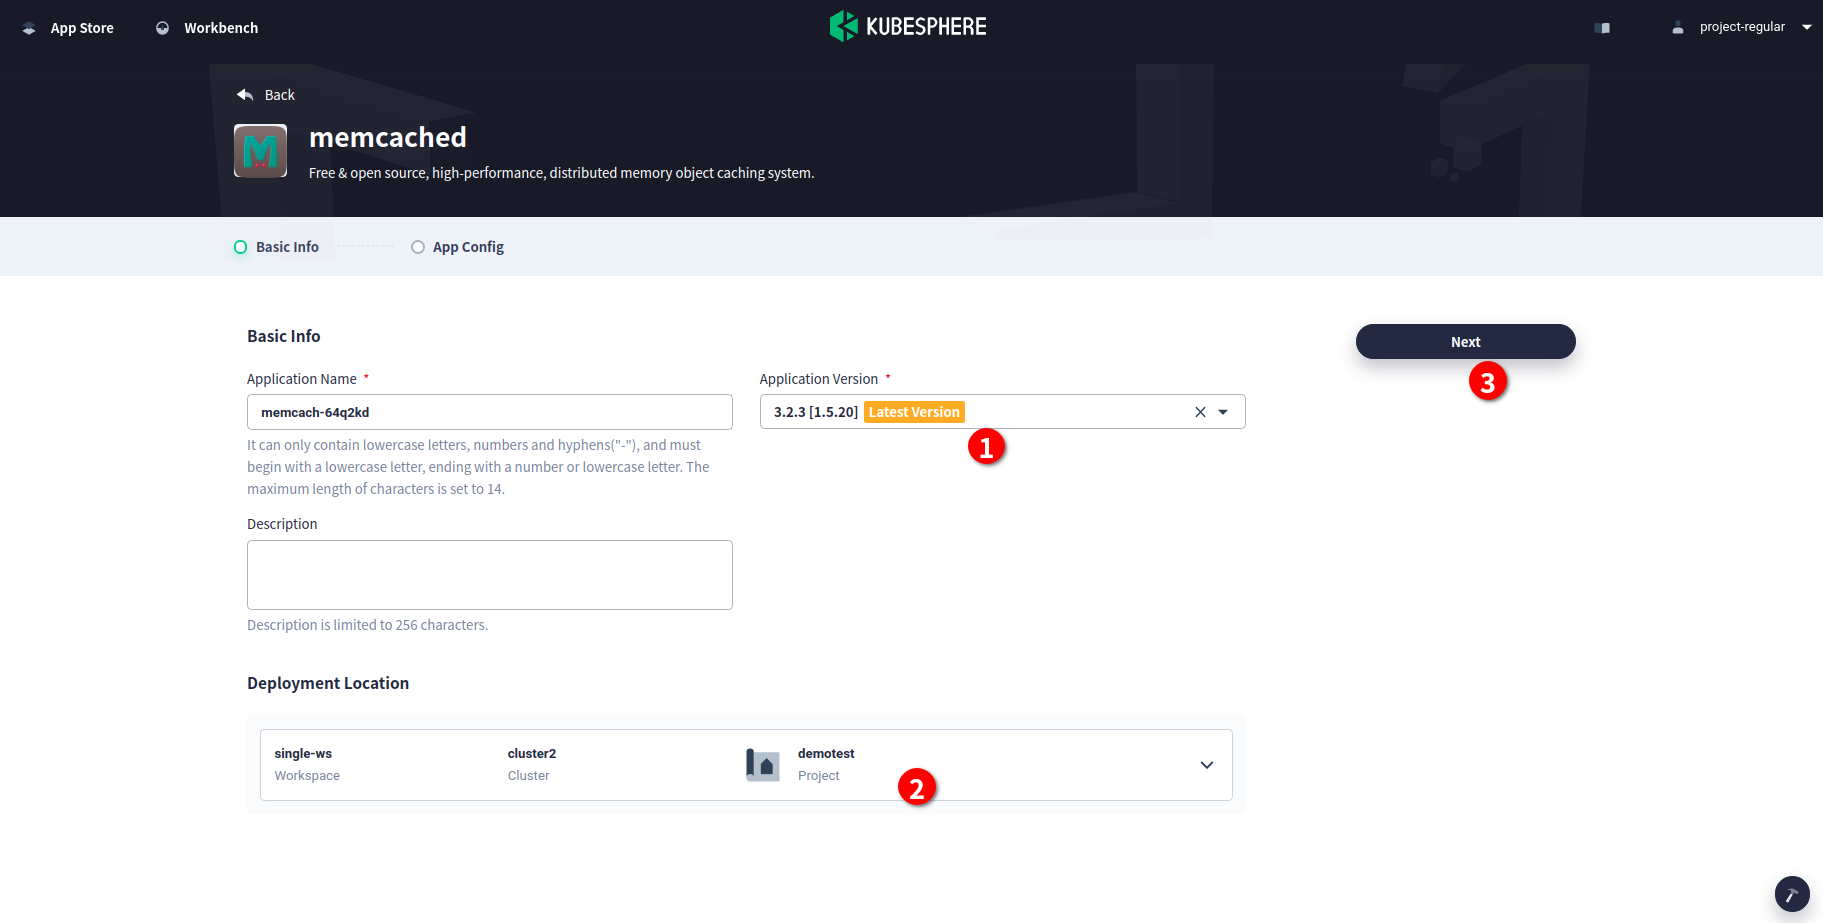 App Store
Workbench
KUBESPHERE
project-regular
Back
M
memcached
Free & open source, high-performance, distributed memory object caching system.
Basic Info
App Config
Basic Info
Next
3
Application Name *
Application Version *
memcach-64q2kd
3.2.3 [1.5.20] Latest Version
1
It can only contain lowercase letters, numbers and hyphens("-"), and must
begin with a lowercase letter, ending with a number or lowercase letter. The
maximum length of characters is set to 14.
Description
Description is limited to 256 characters.
Deployment Location
single-ws
Workspace
cluster2
Cluster
demotest
Project
2